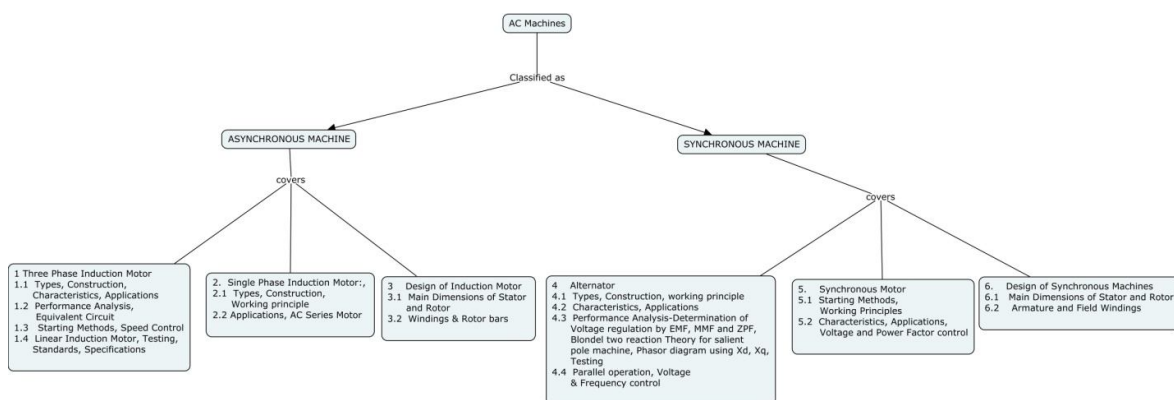 AC Machines
Classified as
ASYNCHRONOUS MACHINE
SYNCHRONOUS MACHINE
covers
covers
1 Three Phase Induction Motor
1.1 Types, Construction,
Characteristics, Applications
1.2 Performance Analysis,
Equivalent Circuit
1.3 Starting Methods, Speed Control
1.4 Linear Induction Motor, Testing,
Standards, Specifications
2. Single Phase Induction Motor:,
2.1 Types, Construction,
Working principle
2.2 Applications, AC Series Motor
3 Design of Induction Motor
3.1 Main Dimensions of Stator
and Rotor
3.2 Windings & Rotor bars
4 Alternator
4.1 Types, Construction, working principle
4.2 Characteristics, Applications
4.3 Performance Analysis-Determination of
Voltage regulation by EMF, MMF and ZPF,
Blondel two reaction Theory for salient
pole machine, Phasor diagram using Xd, Xq,
Testing
4.4 Parallel operation, Voltage
& Frequency control
5. Synchronous Motor
5.1 Starting Methods,
Working Principles
5.2 Characteristics, Applications,
Voltage and Power Factor control
6. Design of Synchronous Machines
6.1 Main Dimensions of Stator and Rotor
6.2 Armature and Field Windings